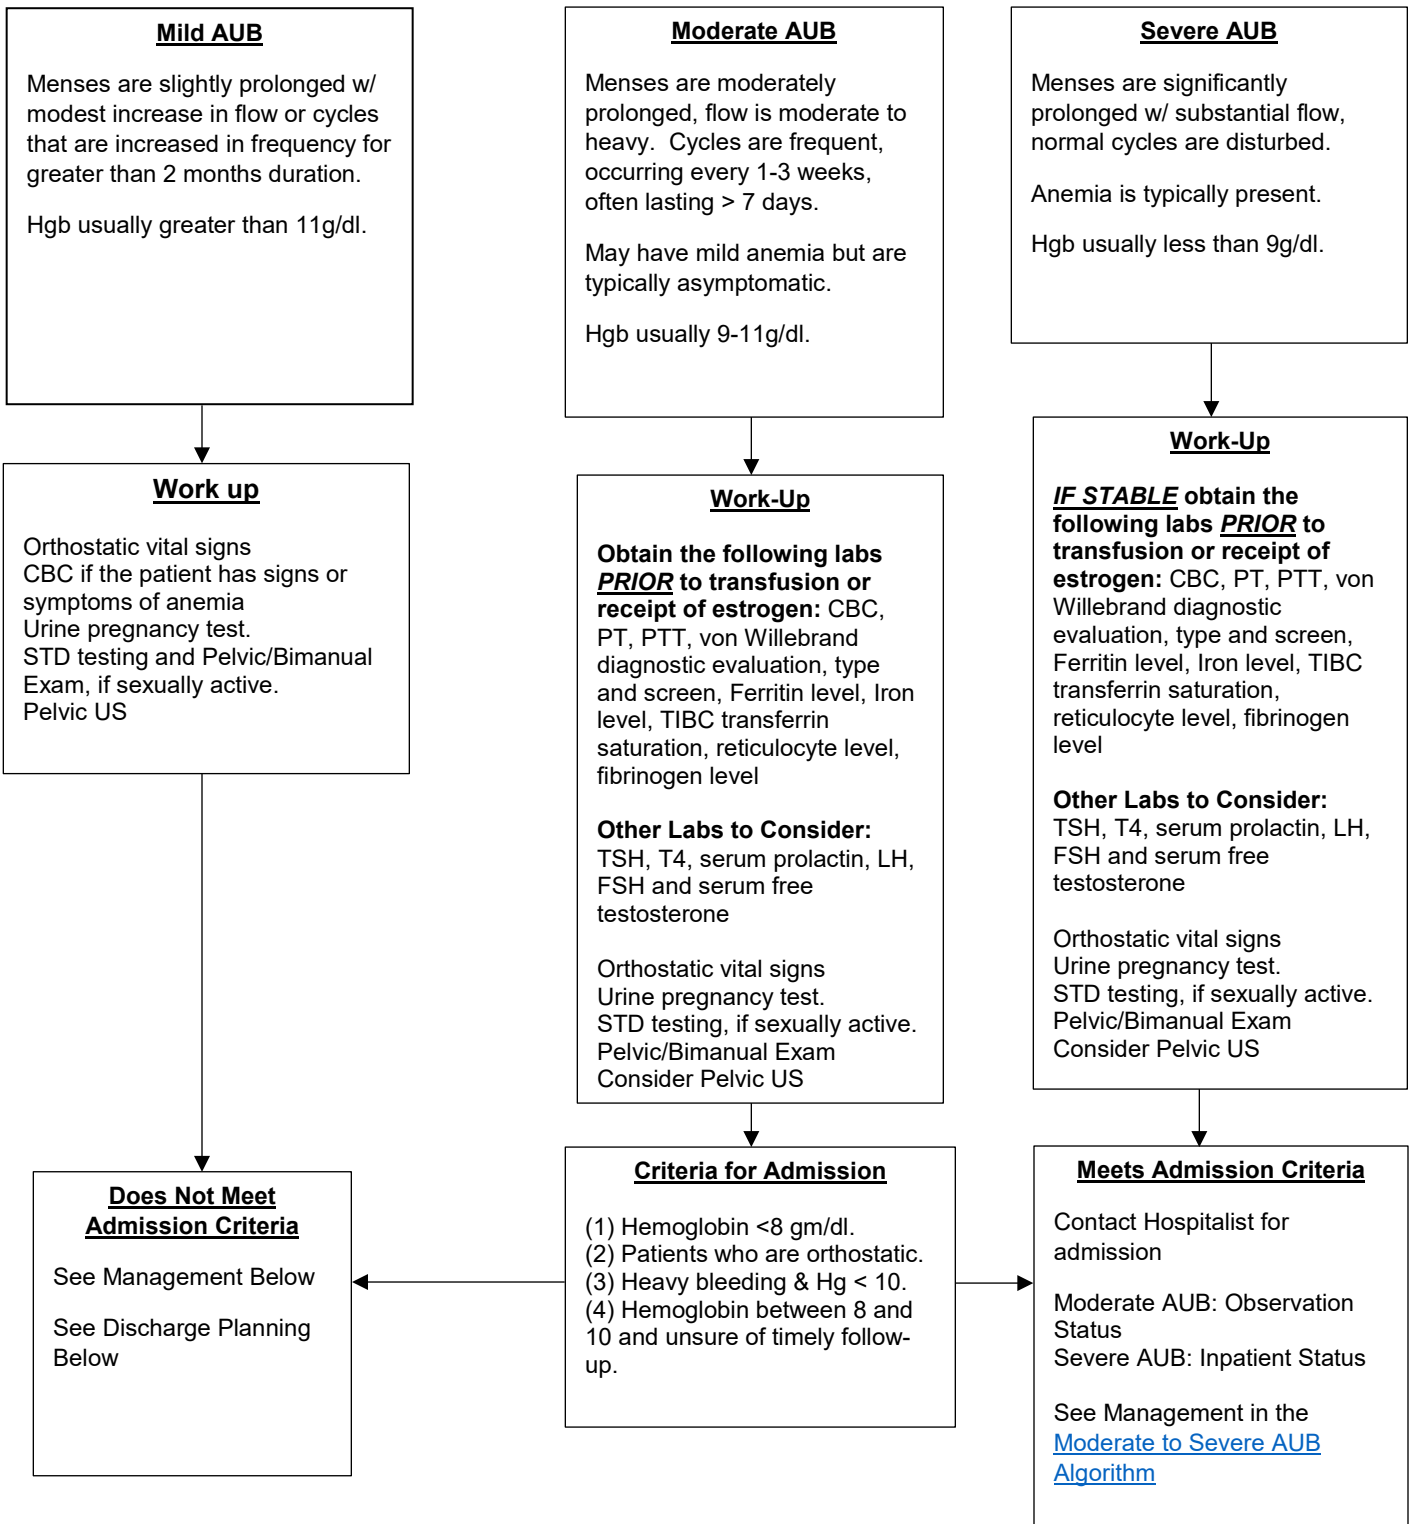 Mild AUB
Menses are slightly prolonged w/
modest increase in flow or cycles
that are increased in frequency for
greater than 2 months duration.
Hgb usually greater than 11g/dl.
Moderate AUB
Menses are moderately
prolonged, flow is moderate to
heavy. Cycles are frequent,
occurring every 1-3 weeks,
often lasting > 7 days.
May have mild anemia but are
typically asymptomatic.
Hgb usually 9-11g/dl.
Severe AUB
Menses are significantly
prolonged w/ substantial flow,
normal cycles are disturbed.
Anemia is typically present.
Hgb usually less than 9g/dl.
Work up
Orthostatic vital signs
CBC if the patient has signs or
symptoms of anemia
Urine pregnancy test.
STD testing and Pelvic/Bimanual
Exam, if sexually active.
Pelvic US
Work-Up
Obtain the following labs
PRIOR to transfusion or
receipt of estrogen: CBC,
PT, PTT, von Willebrand
diagnostic evaluation, type
and screen, Ferritin level, Iron
level, TIBC transferrin
saturation, reticulocyte level,
fibrinogen level
Other Labs to Consider:
TSH, T4, serum prolactin, LH,
FSH and serum free
testosterone
Orthostatic vital signs
Urine pregnancy test.
STD testing, if sexually active.
Pelvic/Bimanual Exam
Consider Pelvic US
Work-Up
IF STABLE obtain the
following labs PRIOR to
transfusion or receipt of
estrogen: CBC, PT, PTT, von
Willebrand diagnostic
evaluation, type and screen,
Ferritin level, Iron level, TIBC
transferrin saturation,
reticulocyte level, fibrinogen
level
Other Labs to Consider:
TSH, T4, serum prolactin, LH,
FSH and serum free
testosterone
Orthostatic vital signs
Urine pregnancy test.
STD testing, if sexually active.
Pelvic/Bimanual Exam
Consider Pelvic US
Does Not Meet
Admission Criteria
See Management Below
See Discharge Planning
Below
Criteria for Admission
(1) Hemoglobin <8 gm/dl.
(2) Patients who are orthostatic.
(3) Heavy bleeding & Hg < 10.
(4) Hemoglobin between 8 and
10 and unsure of timely follow-
up.
Meets Admission Criteria
Contact Hospitalist for
admission
Moderate AUB: Observation
Status
Severe AUB: Inpatient Status
See Management in the
Moderate to Severe AUB
Algorithm